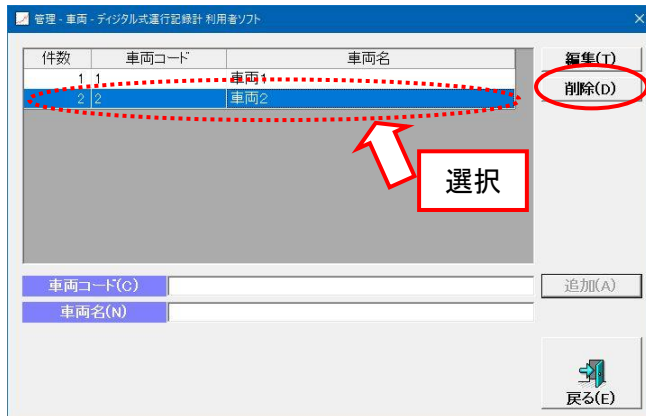 管理 - 車両 - ディジタル式運行記録計 利用者ソフト
件数 車両コード 車両名
1 1 車両1
2 2 車両2
編集(T)
削除(D)
選択
車両コード(C)
追加(A)
車両名(N)
戻る(E)